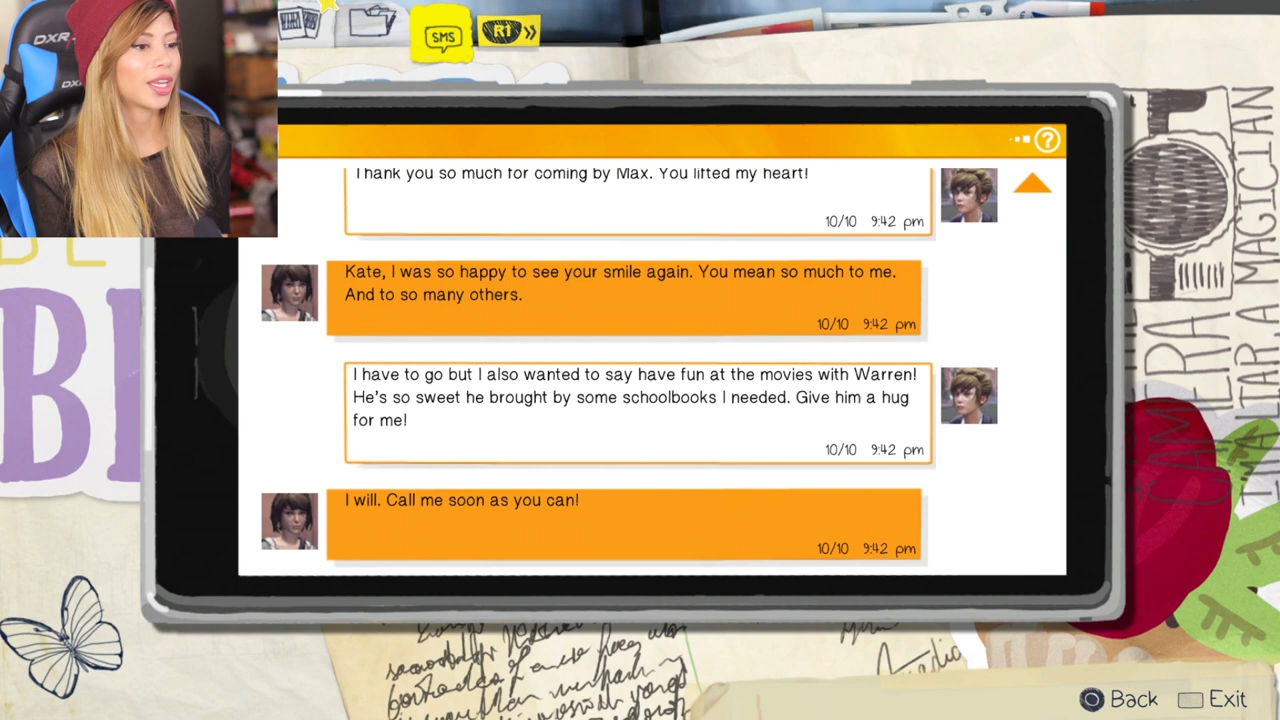 DXR
SMS
R1
Thank you so much for coming by Max. You lifted my heart!
10/10 9:42 pm
Kate, I was so happy to see your smile again. You mean so much to me.
And to so many others.
10/10 9:42 pm
I have to go but I also wanted to say have fun at the movies with Warren!
He's so sweet he brought by some schoolbooks I needed. Give him a hug
for me!
10/10 9:42 pm
I will. Call me soon as you can!
10/10 9:42 pm
CAMERA
MAGICIAN
Back
Exit